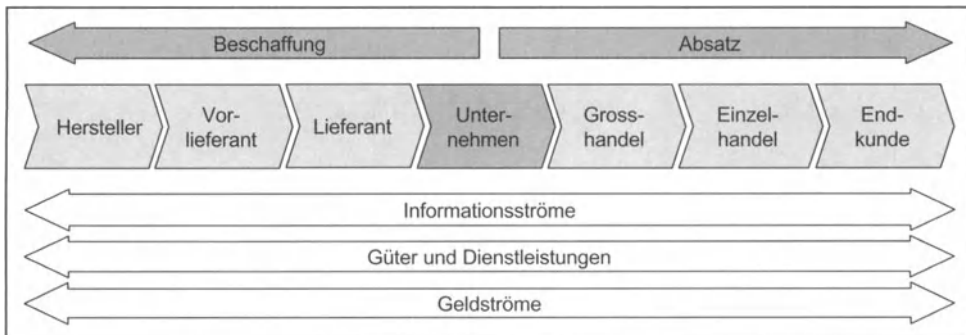 Beschaffung
Absatz
Hersteller
Vor-
lieferant
Lieferant
Unter-
nehmen
Gross-
handel
Einzel-
handel
End-
kunde
Informationsströme
Güter und Dienstleistungen
Geldströme